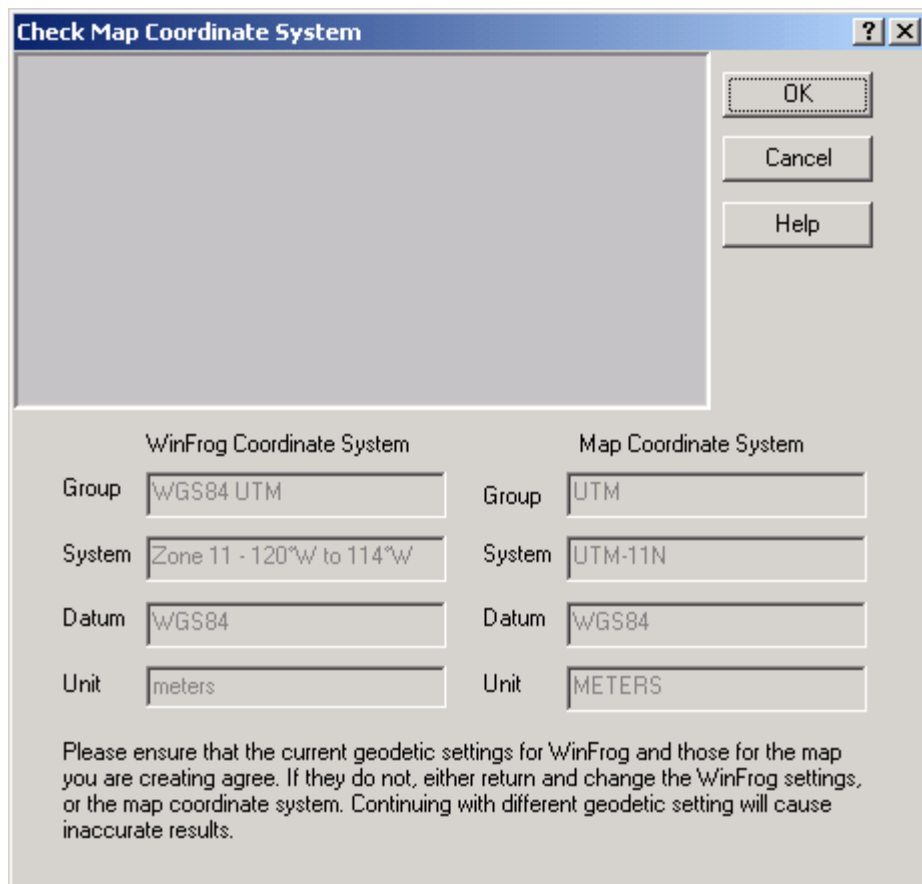 Check Map Coordinate System
OK
Cancel
Help
WinFrog Coordinate System
Map Coordinate System
Group
WGS84 UTM
Group
UTM
System
Zone 11 - 120°W to 114°W
System
UTM-11N
Datum
WGS84
Datum
WGS84
Unit
meters
Unit
METERS
Please ensure that the current geodetic settings for WinFrog and those for the map
you are creating agree. If they do not, either return and change the WinFrog settings,
or the map coordinate system. Continuing with different geodetic setting will cause
inaccurate results.